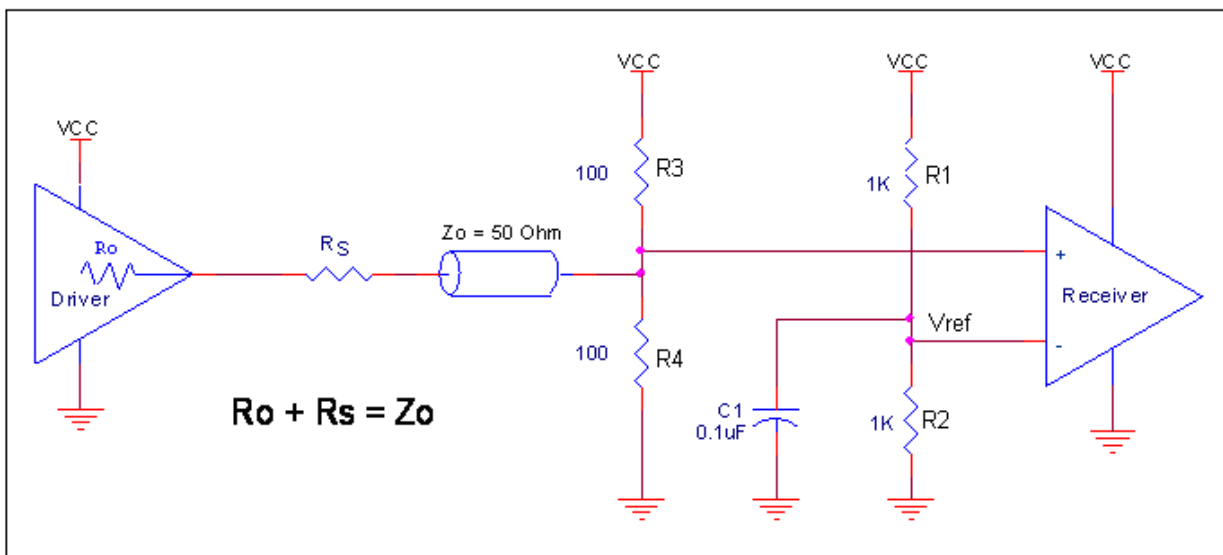 VCC
VCC
VCC
VCC
R3
100
R1
1K
Ro
Driver
RS
Zo = 50 Ohm
+
Receiver
Vref
-
100
R4
Ro + Rs = Zo
C1
0.1uF
1K
R2